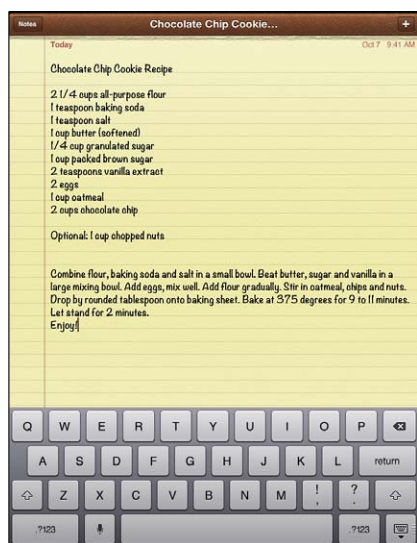 Notes
Chocolate Chip Cookie...
+
Today
Oct 7 9:41 AM
Chocolate Chip Cookie Recipe
2 1/4 cups all-purpose flour
1 teaspoon baking soda
1 teaspoon salt
1 cup butter (softened)
1/4 cup granulated sugar
1 cup packed brown sugar
2 teaspoons vanilla extract
2 eggs
1 cup oatmeal
2 cups chocolate chip
Optional: 1 cup chopped nuts
Combine flour, baking soda and salt in a small bowl. Beat butter, sugar and vanilla in a
large mixing bowl. Add eggs, mix well. Add flour gradually. Stir in oatmeal, chips and nuts.
Drop by rounded tablespoon onto baking sheet. Bake at 375 degrees for 9 to 11 minutes.
Let stand for 2 minutes.
Enjoy!
Q W E R T Y U I O P
A S D F G H J K L return
Z X C V B N M ! , ? .
.?123 .?123